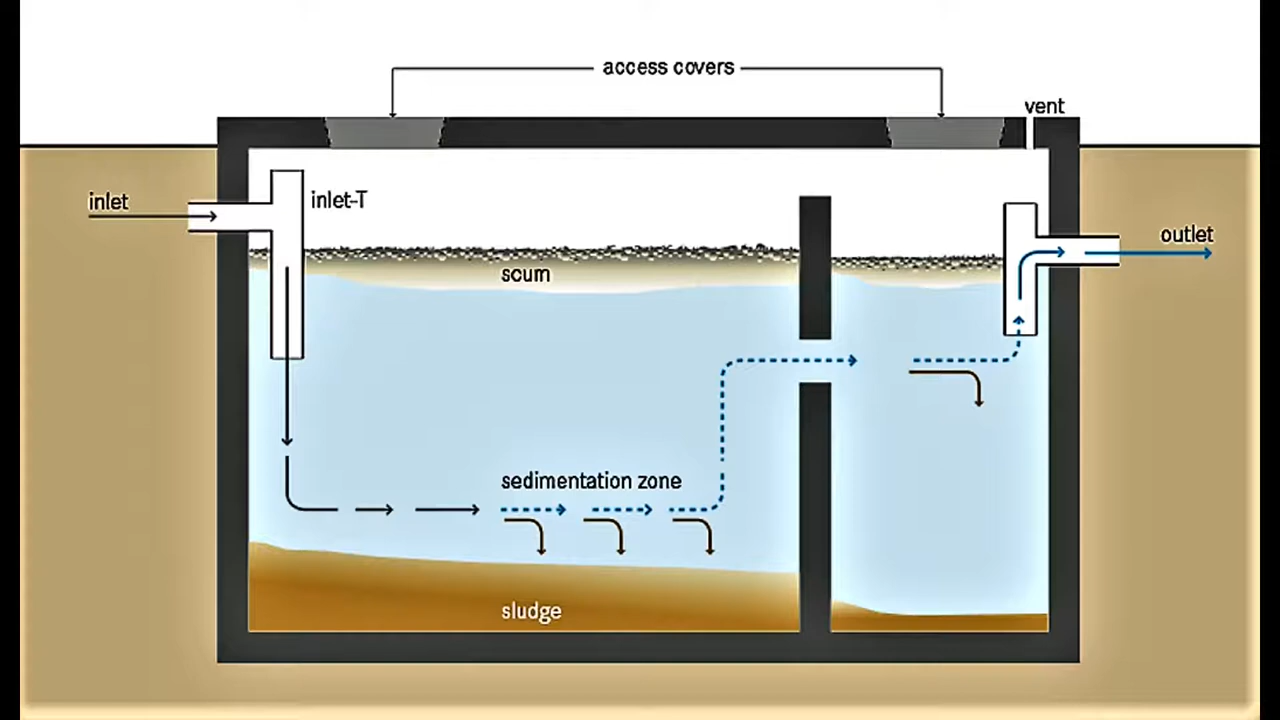 access covers
vent
inlet
inlet-T
outlet
scum
sedimentation zone
sludge